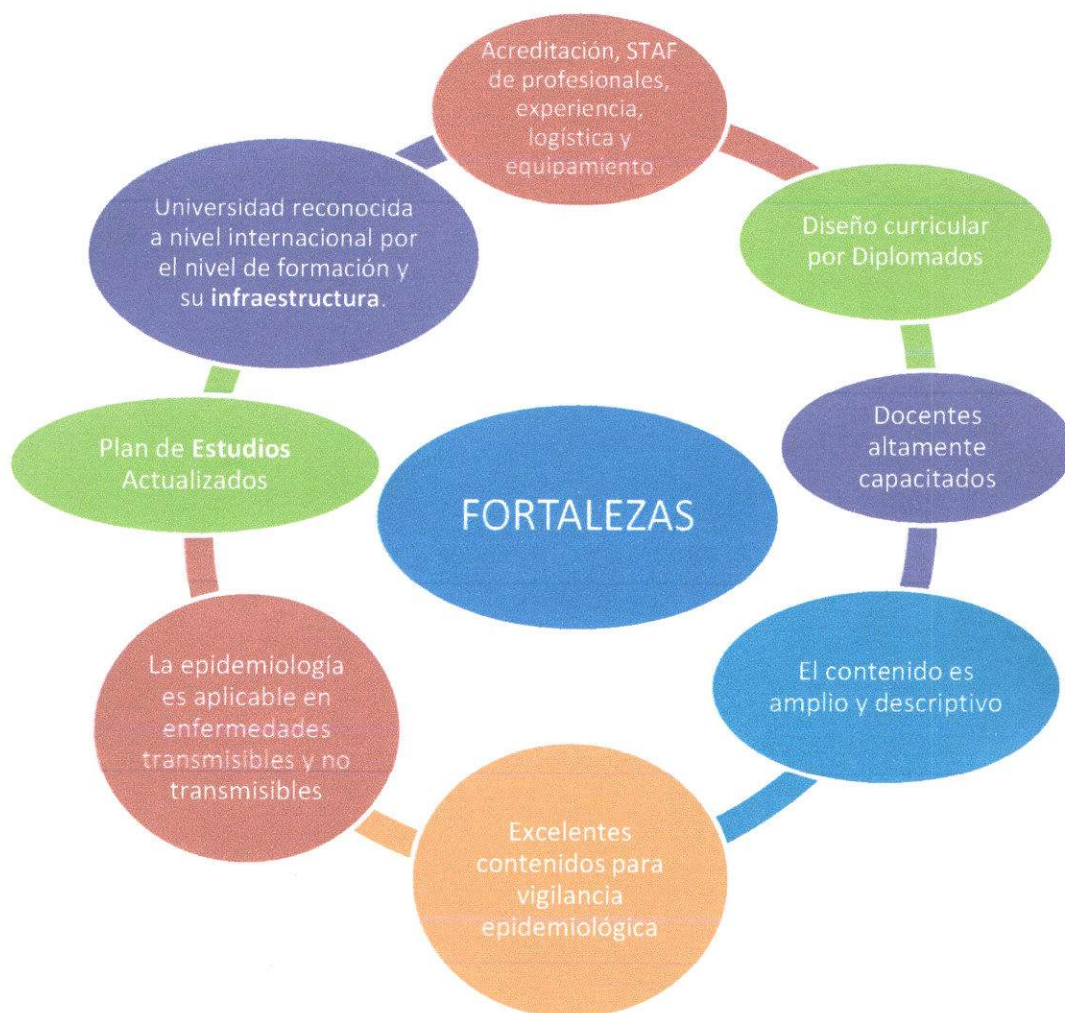 Acreditación, STAF
de profesionales,
experiencia,
logística y
equipamiento
Diseño curricular
por Diplomados
Docentes
altamente
capacitados
El contenido es
amplio y descriptivo
Excelentes
contenidos para
vigilancia
epidemiológica
La epidemiología
es aplicable en
enfermedades
transmisibles y no
transmisibles
Plan de Estudios
Actualizados
Universidad reconocida
a nivel internacional por
el nivel de formación y
su infraestructura.
FORTALEZAS